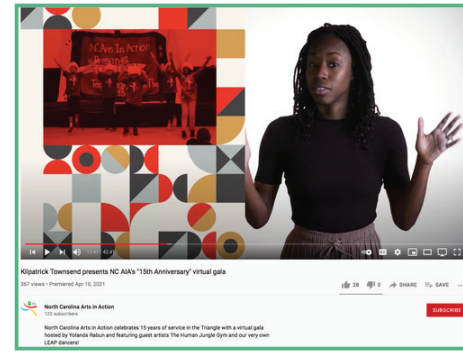 NC Arts In Action
Presents
Kilpatrick Townsend presents NC AIA's "15th Anniversary" virtual gala
367 views • Premiered Apr 10, 2021
28
0
SHARE
SAVE
North Carolina Arts in Action
133 subscribers
SUBSCRIBE
North Carolina Arts in Action celebrates 15 years of service in the Triangle with a virtual gala
hosted by Yolanda Rabun and featuring guest artists The Human Jungle Gym and our very own
LEAP dancers!